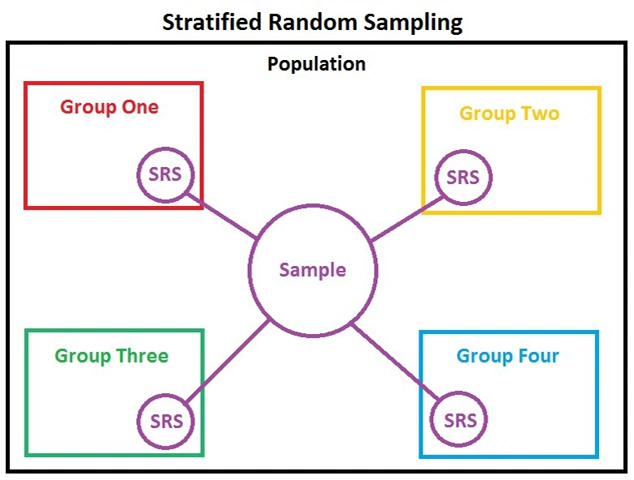 Stratified Random Sampling
Population
Group One
Group Two
SRS
SRS
Sample
Group Three
Group Four
SRS
SRS